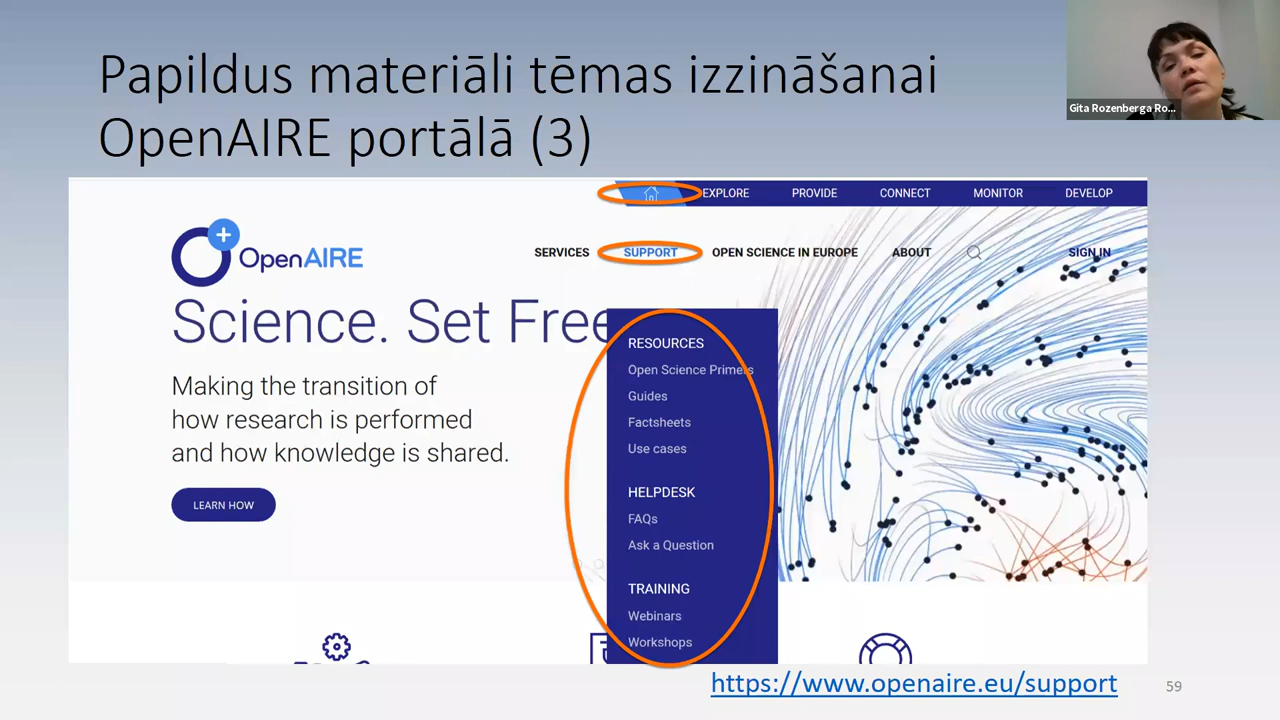 Papildus materiāli tēmas izzināšanai
OpenAIRE portālā (3)
Gita Rozenberga Ro...
EXPLORE PROVIDE CONNECT MONITOR DEVELOP
OpenAIRE
SERVICES SUPPORT OPEN SCIENCE IN EUROPE ABOUT SIGN IN
Science. Set Free
Making the transition of
how research is performed
and how knowledge is shared.
LEARN HOW
RESOURCES
Open Science Primers
Guides
Factsheets
Use cases
HELPDESK
FAQs
Ask a Question
TRAINING
Webinars
Workshops
https://www.openaire.eu/support
59